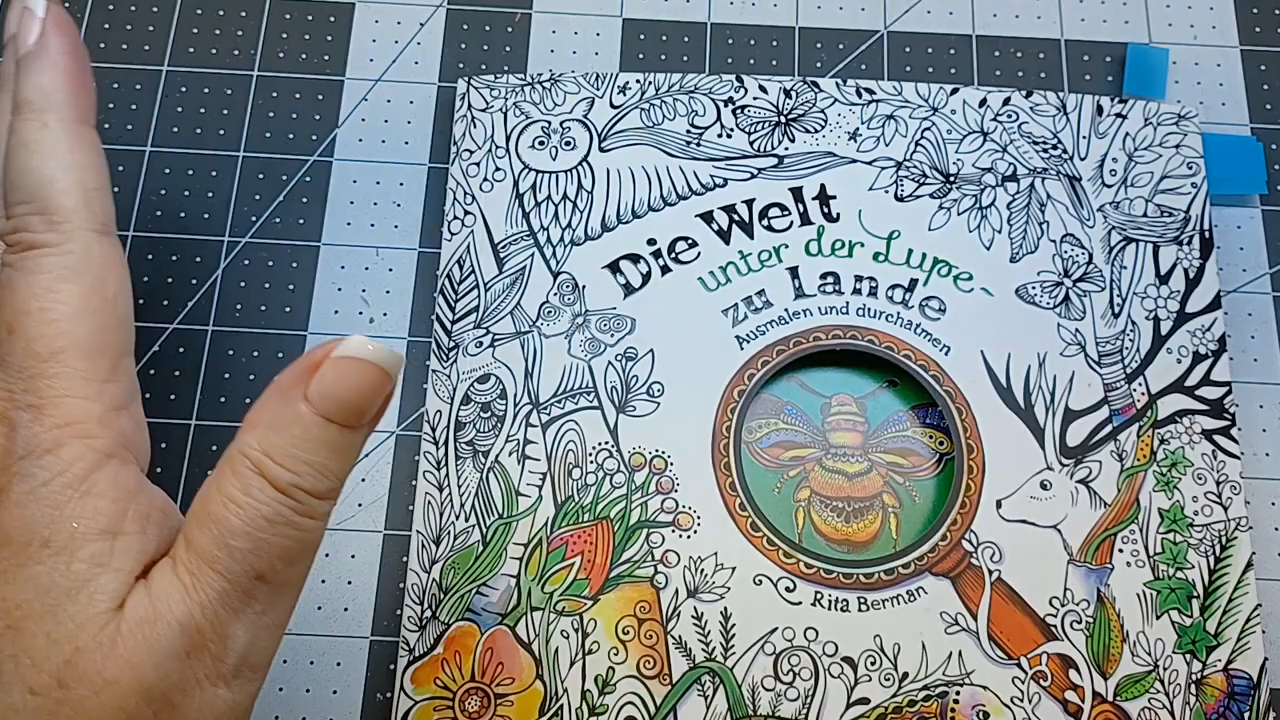 Die Welt
unter der Lupe-
zu Lande
Ausmalen und durchatmen
Rita Berman